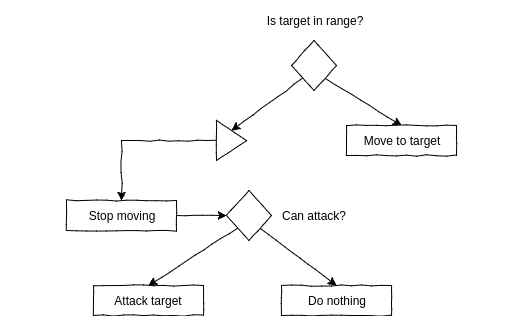 Is target in range?
Move to target
Stop moving
Can attack?
Attack target
Do nothing